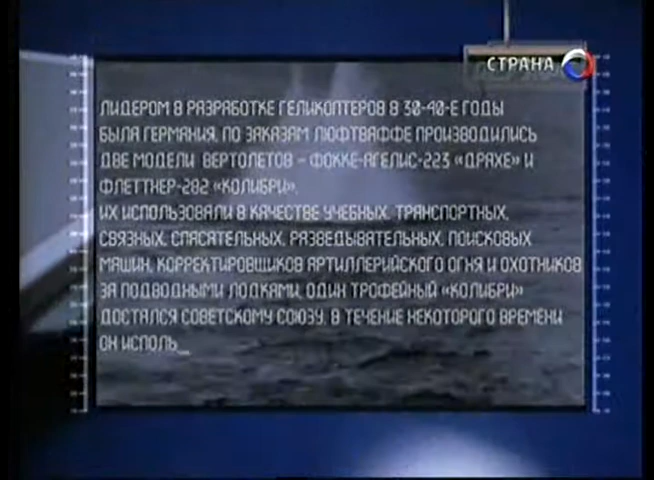 СТРАНА
ЛИДЕРОМ В РАЗРАБОТКЕ ГЕЛИКОПТЕРОВ В 30-40-Е ГОДЫ
БЫЛА ГЕРМАНИЯ. ПО ЗАКАЗАМ ЛЮФТВАФФЕ ПРОИЗВОДИЛИСЬ
ДВЕ МОДЕЛИ ВЕРТОЛЕТОВ - ФОККЕ-АГЕЛИС-223 «ДРАХЕ» И
ФЛЕТТНЕР-282 «КОЛИБРИ».
ИХ ИСПОЛЬЗОВАЛИ В КАЧЕСТВЕ УЧЕБНЫХ, ТРАНСПОРТНЫХ,
СВЯЗНЫХ, СПАСАТЕЛЬНЫХ, РАЗВЕДЫВАТЕЛЬНЫХ, ПОИСКОВЫХ
МАШИН, КОРРЕКТИРОВЩИКОВ АРТИЛЛЕРИЙСКОГО ОГНЯ И ОХОТНИКОВ
ЗА ПОДВОДНЫМИ ЛОДКАМИ. ОДИН ТРОФЕЙНЫЙ «КОЛИБРИ»
ДОСТАЛСЯ СОВЕТСКОМУ СОЮЗУ. В ТЕЧЕНИЕ НЕКОТОРОГО ВРЕМЕНИ
ОН ИСПОЛЬ_